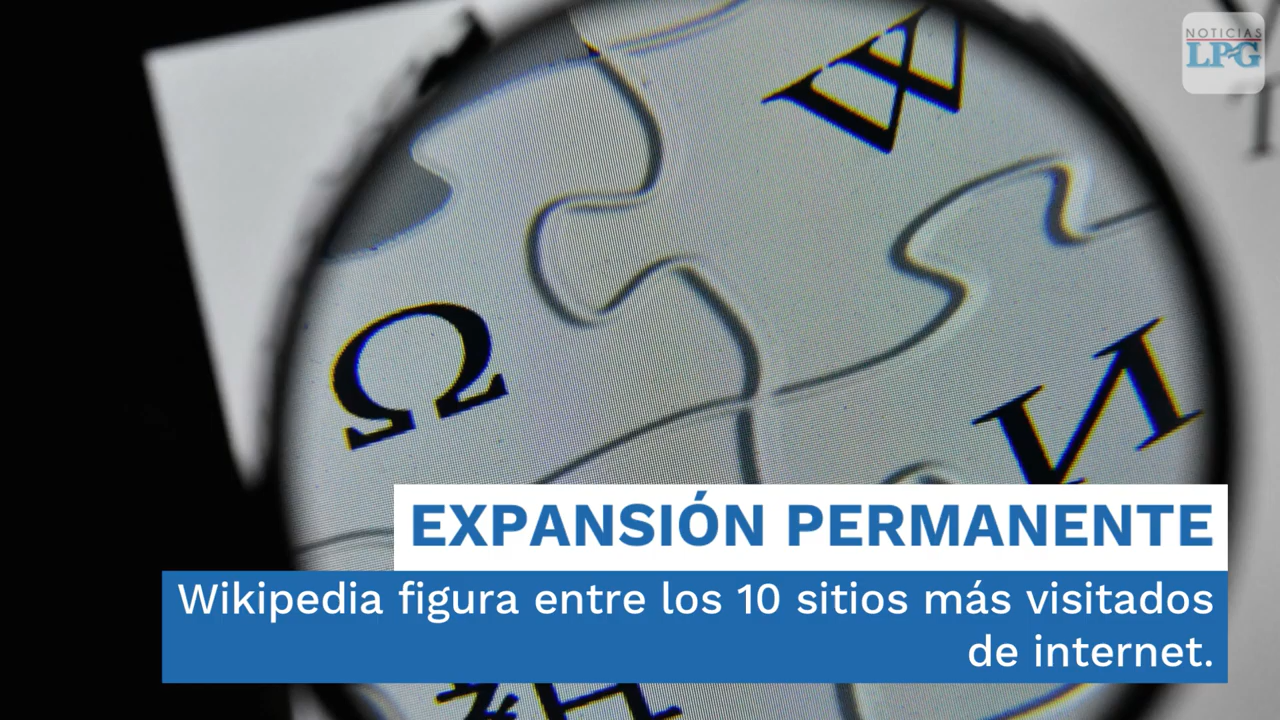 NOTICIAS
LPG
W
Ω
И
EXPANSIÓN PERMANENTE
Wikipedia figura entre los 10 sitios más visitados
de internet.